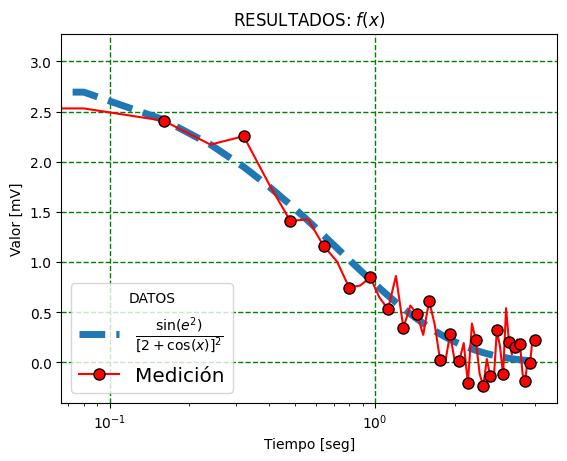 RESULTADOS: f(x)
Valor [mV]
3.0
2.5
2.0
1.5
1.0
0.5
0.0
DATOS
sin(e²)
[2 + cos(x)]²
Medición
10⁻¹ 10⁰
Tiempo [seg]